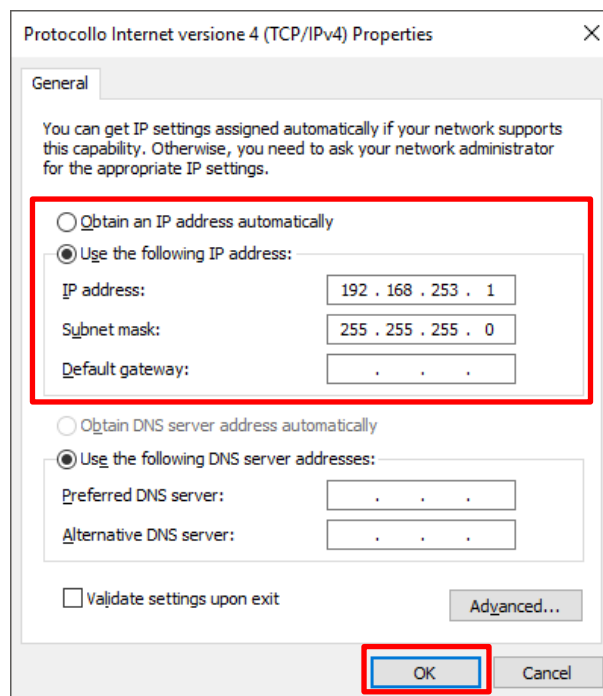 Protocollo Internet versione 4 (TCP/IPv4) Properties
General
You can get IP settings assigned automatically if your network supports
this capability. Otherwise, you need to ask your network administrator
for the appropriate IP settings.
Obtain an IP address automatically
Use the following IP address:
IP address: 192 . 168 . 253 . 1
Subnet mask: 255 . 255 . 255 . 0
Default gateway: . . .
Obtain DNS server address automatically
Use the following DNS server addresses:
Preferred DNS server: . . .
Alternative DNS server: . . .
Validate settings upon exit
Advanced...
OK Cancel